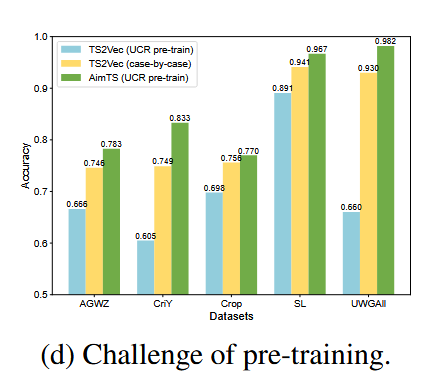 1.0
0.9
0.8
0.7
0.6
0.5
Accuracy
TS2Vec (UCR pre-train)
TS2Vec (case-by-case)
AimTS (UCR pre-train)
0.666
0.746
0.783
0.605
0.749
0.833
0.698
0.756
0.770
0.891
0.941
0.967
0.660
0.930
0.982
AGWZ
CriY
Crop
SL
UWGAll
Datasets
(d) Challenge of pre-training.